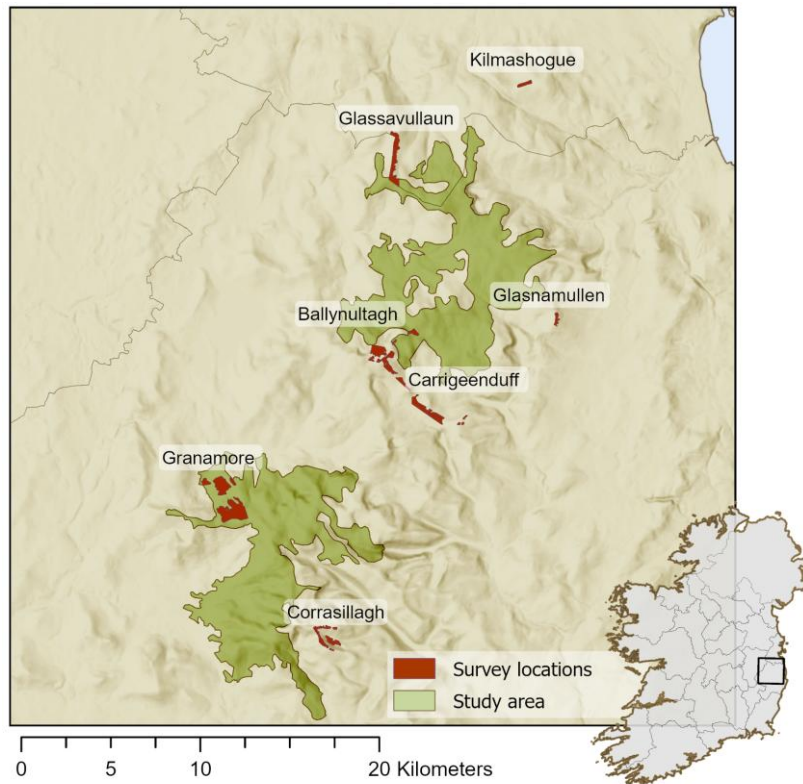 Kilmashogue
Glassavullaun
Glasnamullen
Ballynultagh
Carrigeenduff
Granamore
Corrasillagh
Survey locations
Study area
0 5 10 20 Kilometers